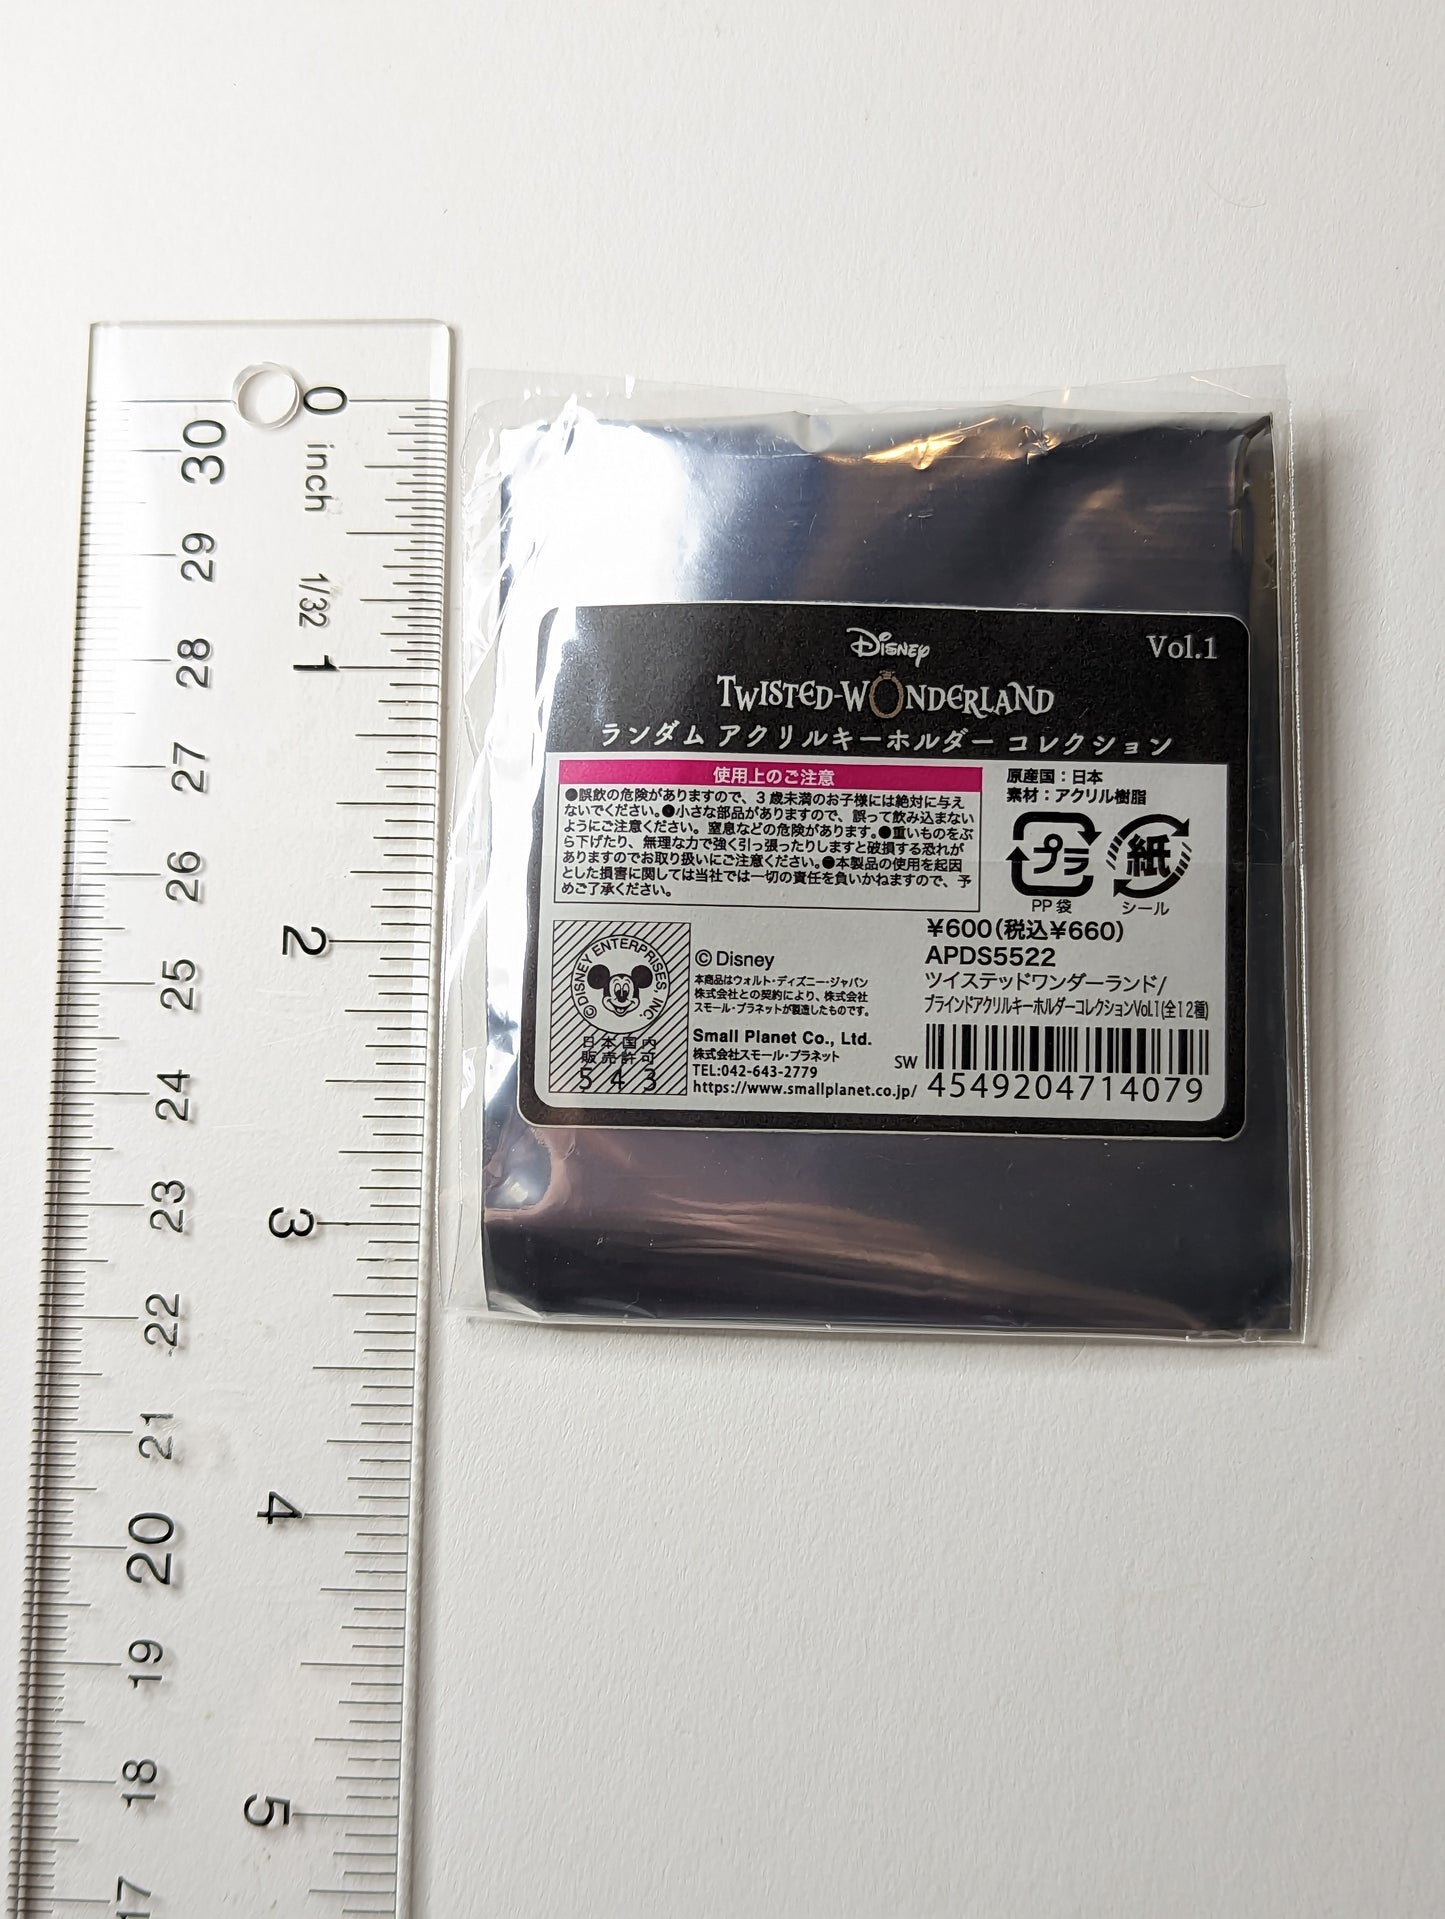 0
inch
1/32
1
2
3
4
5
30
29
28
27
26
25
24
23
22
21
20
19
18
17
Disney
Vol.1
TWISTED-WONDERLAND
ランダム アクリルキーホルダー コレクション
使用上のご注意
●誤飲の危険がありますので、3歳未満のお子様には絶対に与え
ないでください。●小さな部品がありますので、誤って飲み込まない
ようにご注意ください。窒息などの危険があります。●重いものをぶ
ら下げたり、無理な力で強く引っ張ったりしますと破損する恐れが
ありますのでお取り扱いにご注意ください。●本製品の使用を起因
とした損害に関しては当社では一切の責任を負いかねますので、予
めご了承ください。
原産国：日本
素材：アクリル樹脂
プラ
紙
PP 袋
シール
¥600(税込¥660)
APDS5522
ツイステッドワンダーランド/
ブラインドアクリルキーホルダーコレクションVol.1(全12種)
SW
4549204714079
©DISNEY ENTERPRISES, INC.
日本国内
販売許可
543
© Disney
本商品はウォルト・ディズニー・ジャパン
株式会社との契約により、株式会社
スモール・プラネットが製造したものです。
Small Planet Co., Ltd.
株式会社スモール・プラネット
TEL:042-643-2779
https://www.smallplanet.co.jp/